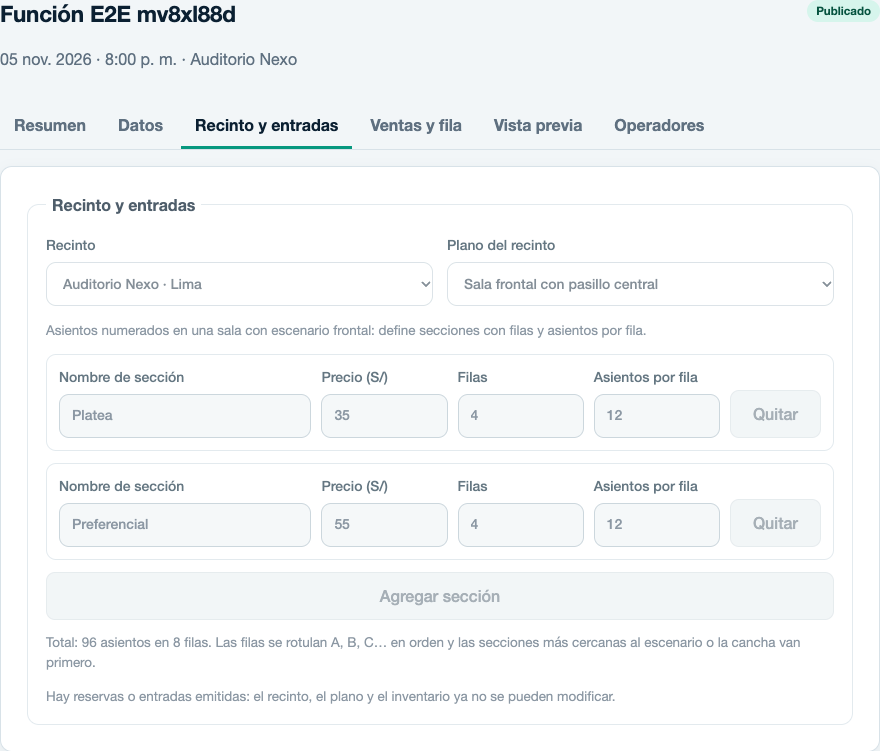 Función E2E mv8xl88d
Publicado
05 nov. 2026 · 8:00 p. m. · Auditorio Nexo
Resumen
Datos
Recinto y entradas
Ventas y fila
Vista previa
Operadores
Recinto y entradas
Recinto
Plano del recinto
Auditorio Nexo · Lima
Sala frontal con pasillo central
Asientos numerados en una sala con escenario frontal: define secciones con filas y asientos por fila.
Nombre de sección
Precio (S/)
Filas
Asientos por fila
Platea
35
4
12
Quitar
Nombre de sección
Precio (S/)
Filas
Asientos por fila
Preferencial
55
4
12
Quitar
Agregar sección
Total: 96 asientos en 8 filas. Las filas se rotulan A, B, C… en orden y las secciones más cercanas al escenario o la cancha van
primero.
Hay reservas o entradas emitidas: el recinto, el plano y el inventario ya no se pueden modificar.